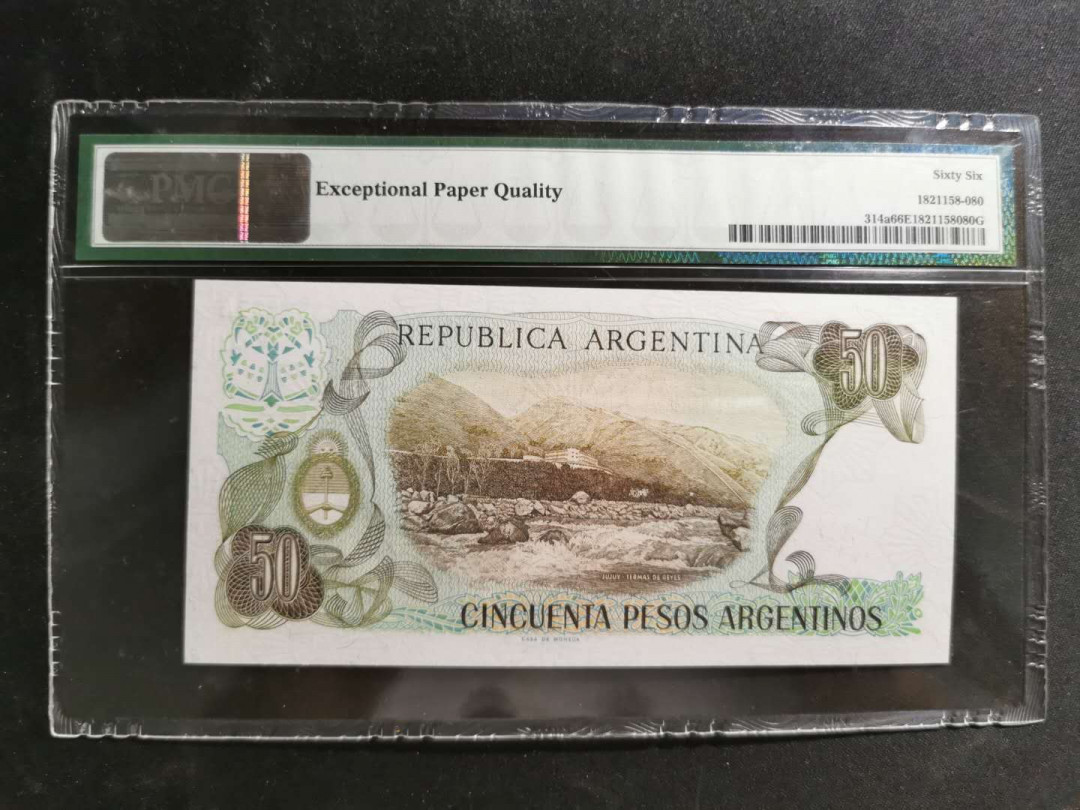 PMG
Exceptional Paper Quality
Sixty Six
1821158-080
314a66E1821158080G
REPUBLICA ARGENTINA
50
50
JUJUY - TERMAS DE REYES
CINCUENTA PESOS ARGENTINOS
CASA DE MONEDA